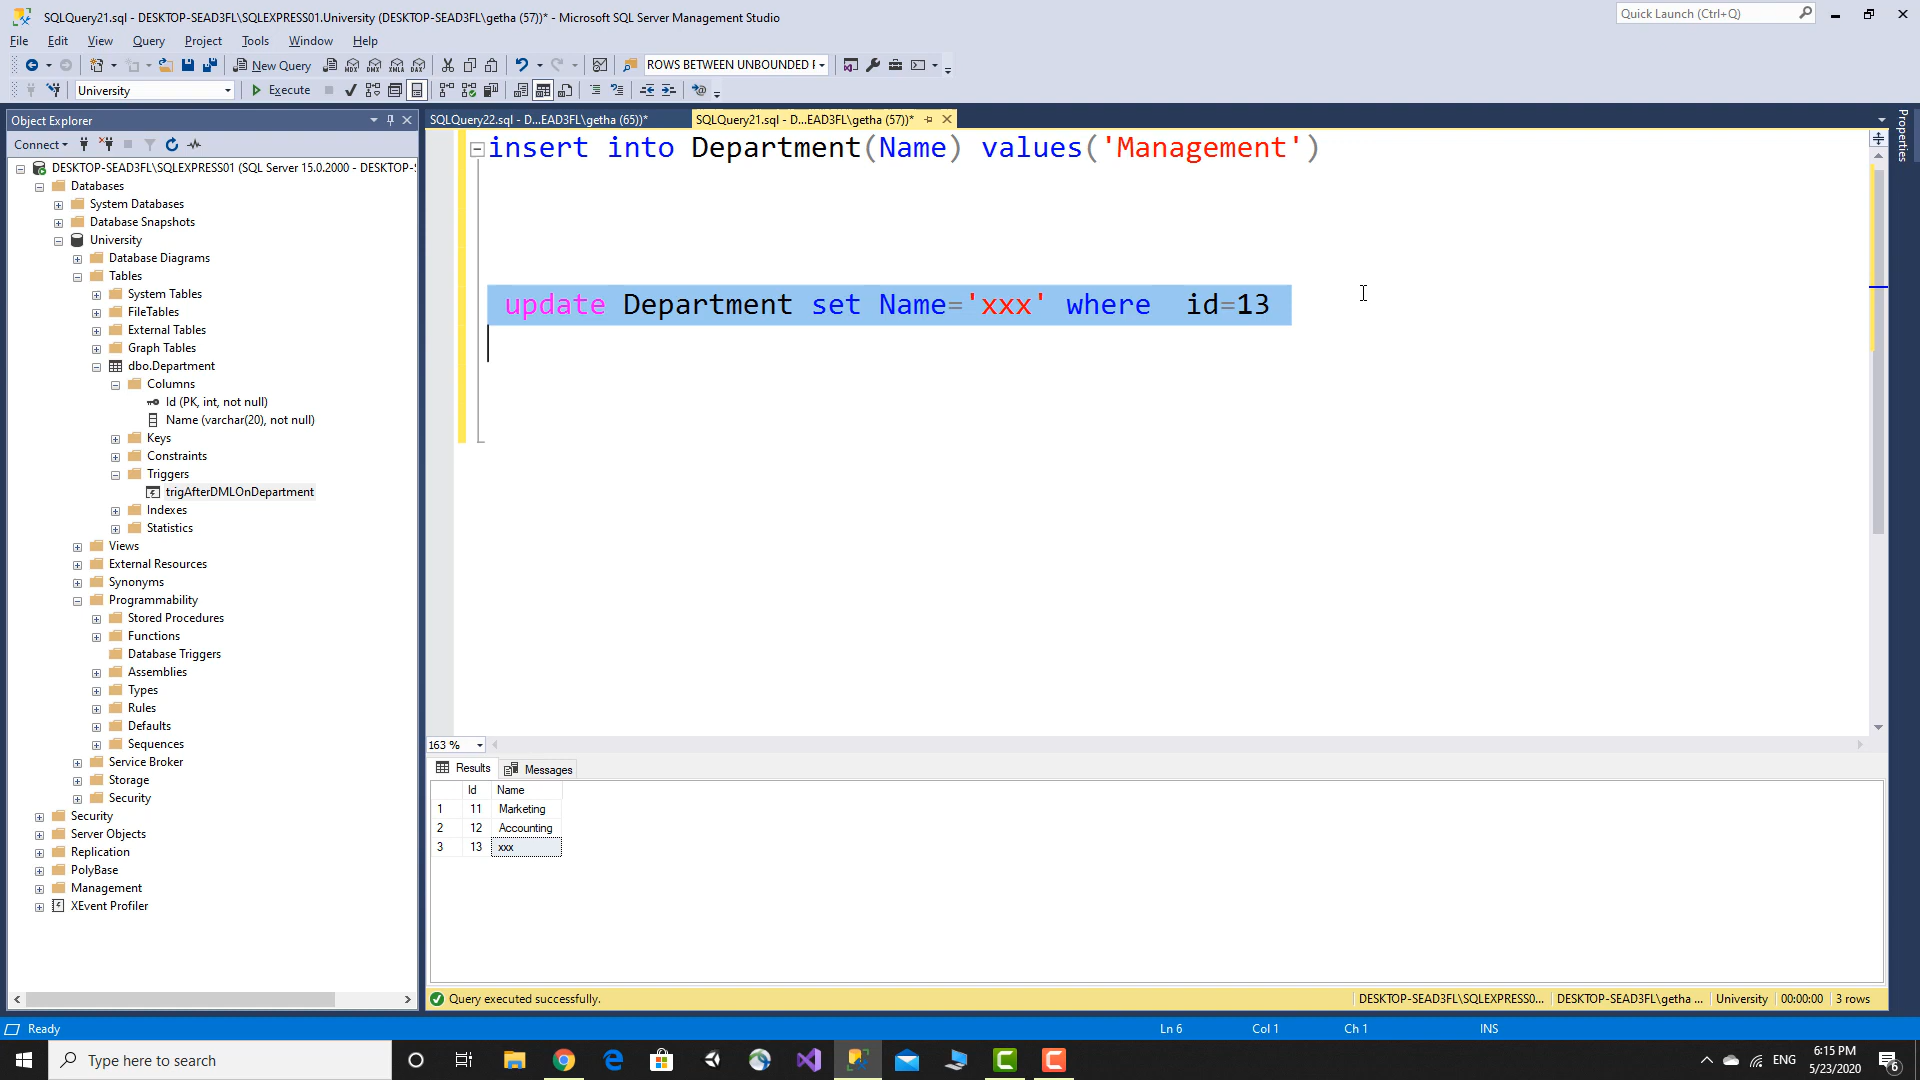 SQLQuery21.sql - DESKTOP-SEAD3FL\SQLEXPRESS01.University (DESKTOP-SEAD3FL\getha (57))* - Microsoft SQL Server Management Studio
Quick Launch (Ctrl+Q)
File Edit View Query Project Tools Window Help
New Query
MDX DMX XMLA DAX
ROWS BETWEEN UNBOUNDED F
University
Execute
Object Explorer
SQLQuery22.sql - D...EAD3FL\getha (65))*
SQLQuery21.sql - D...EAD3FL\getha (57))*
Properties
Connect
DESKTOP-SEAD3FL\SQLEXPRESS01 (SQL Server 15.0.2000 - DESKTOP-
Databases
System Databases
Database Snapshots
University
Database Diagrams
Tables
System Tables
FileTables
External Tables
Graph Tables
dbo.Department
Columns
Id (PK, int, not null)
Name (varchar(20), not null)
Keys
Constraints
Triggers
trigAfterDMLOnDepartment
Indexes
Statistics
Views
External Resources
Synonyms
Programmability
Stored Procedures
Functions
Database Triggers
Assemblies
Types
Rules
Defaults
Sequences
Service Broker
Storage
Security
Security
Server Objects
Replication
PolyBase
Management
XEvent Profiler
insert into Department(Name) values('Management')
update Department set Name='xxx' where  id=13
163 %
Results Messages
Id Name
1 11 Marketing
2 12 Accounting
3 13 xxx
Query executed successfully.
DESKTOP-SEAD3FL\SQLEXPRESS0... DESKTOP-SEAD3FL\getha ... University 00:00:00 3 rows
Ready
Ln 6 Col 1 Ch 1 INS
Type here to search
ENG
6:15 PM
5/23/2020
6